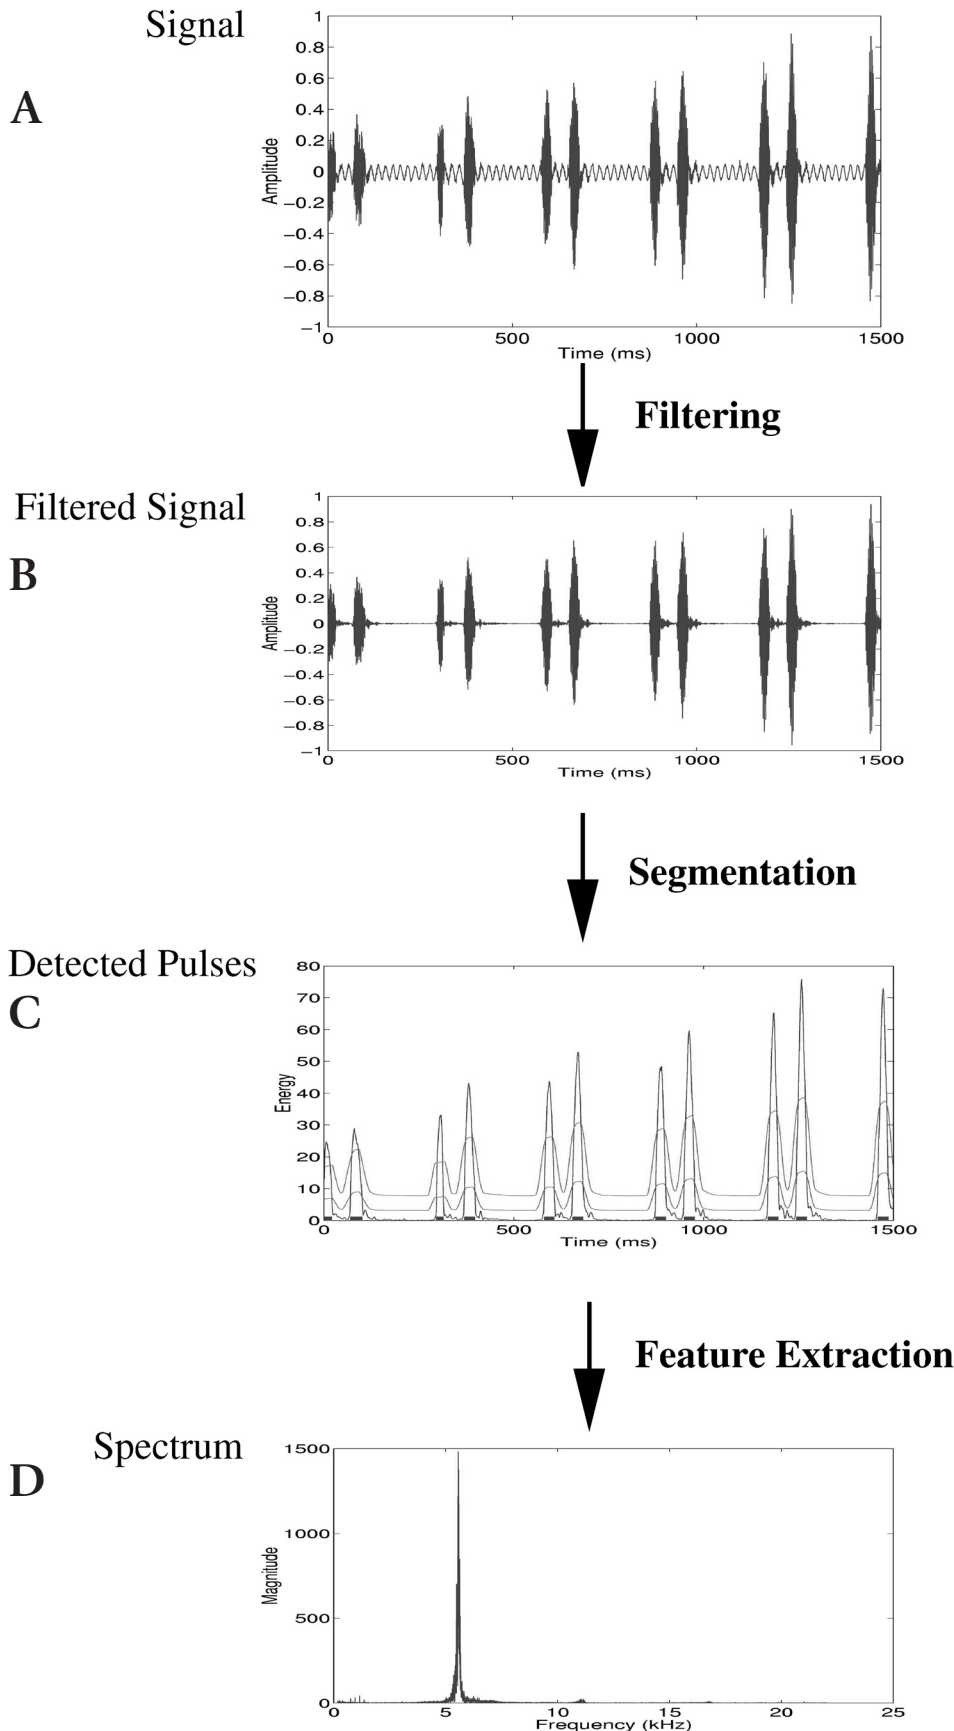 Signal
A
1
0.8
0.6
0.4
0.2
0
−0.2
−0.4
−0.6
−0.8
−1
Amplitude
0 500 1000 1500
Time (ms)
Filtering
Filtered Signal
B
1
0.8
0.6
0.4
0.2
0
−0.2
−0.4
−0.6
−0.8
−1
Amplitude
0 500 1000 1500
Time (ms)
Segmentation
Detected Pulses
C
80
70
60
50
40
30
20
10
0
Energy
0 500 1000 1500
Time (ms)
Feature Extraction
Spectrum
D
1500
1000
500
0
Magnitude
0 5 10 15 20 25
Frequency (kHz)